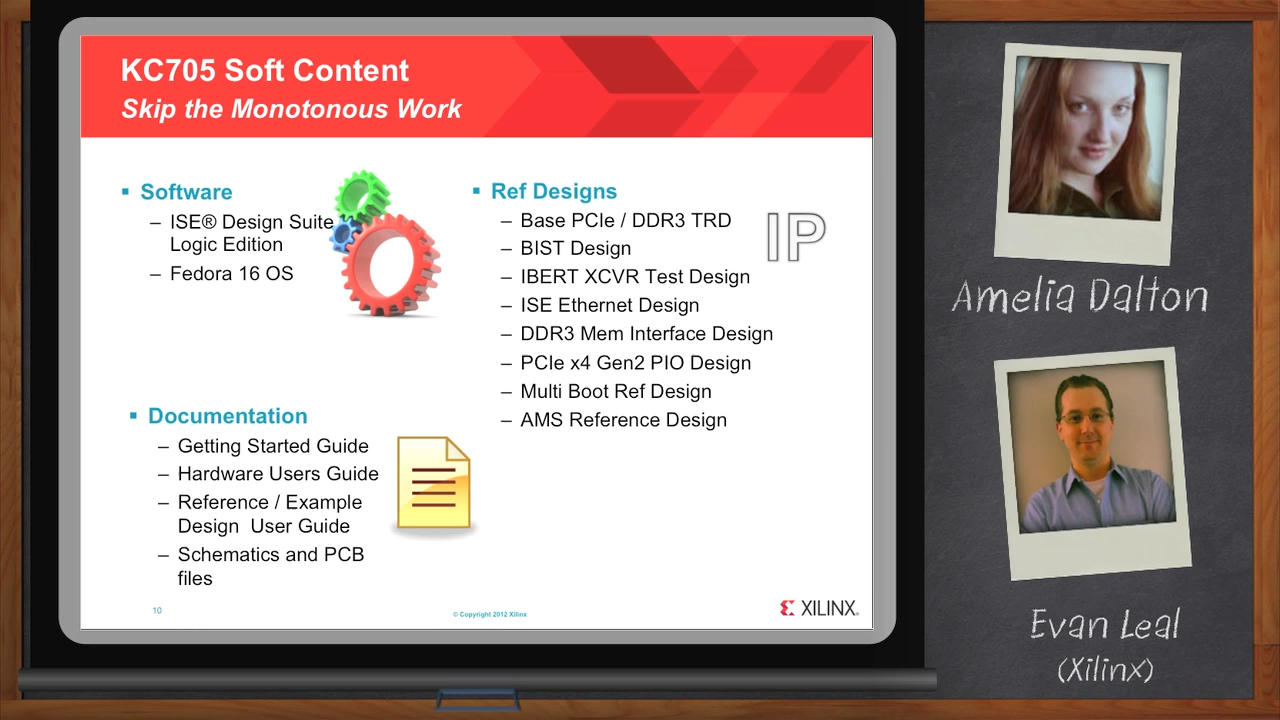 KC705 Soft Content
Skip the Monotonous Work
▪ Software
– ISE® Design Suite
Logic Edition
– Fedora 16 OS
▪ Documentation
– Getting Started Guide
– Hardware Users Guide
– Reference / Example
Design User Guide
– Schematics and PCB
files
▪ Ref Designs
– Base PCIe / DDR3 TRD
– BIST Design
– IBERT XCVR Test Design
– ISE Ethernet Design
– DDR3 Mem Interface Design
– PCIe x4 Gen2 PIO Design
– Multi Boot Ref Design
– AMS Reference Design
IP
10
© Copyright 2012 Xilinx
XILINX.
Amelia Dalton
Evan Leal
(Xilinx)